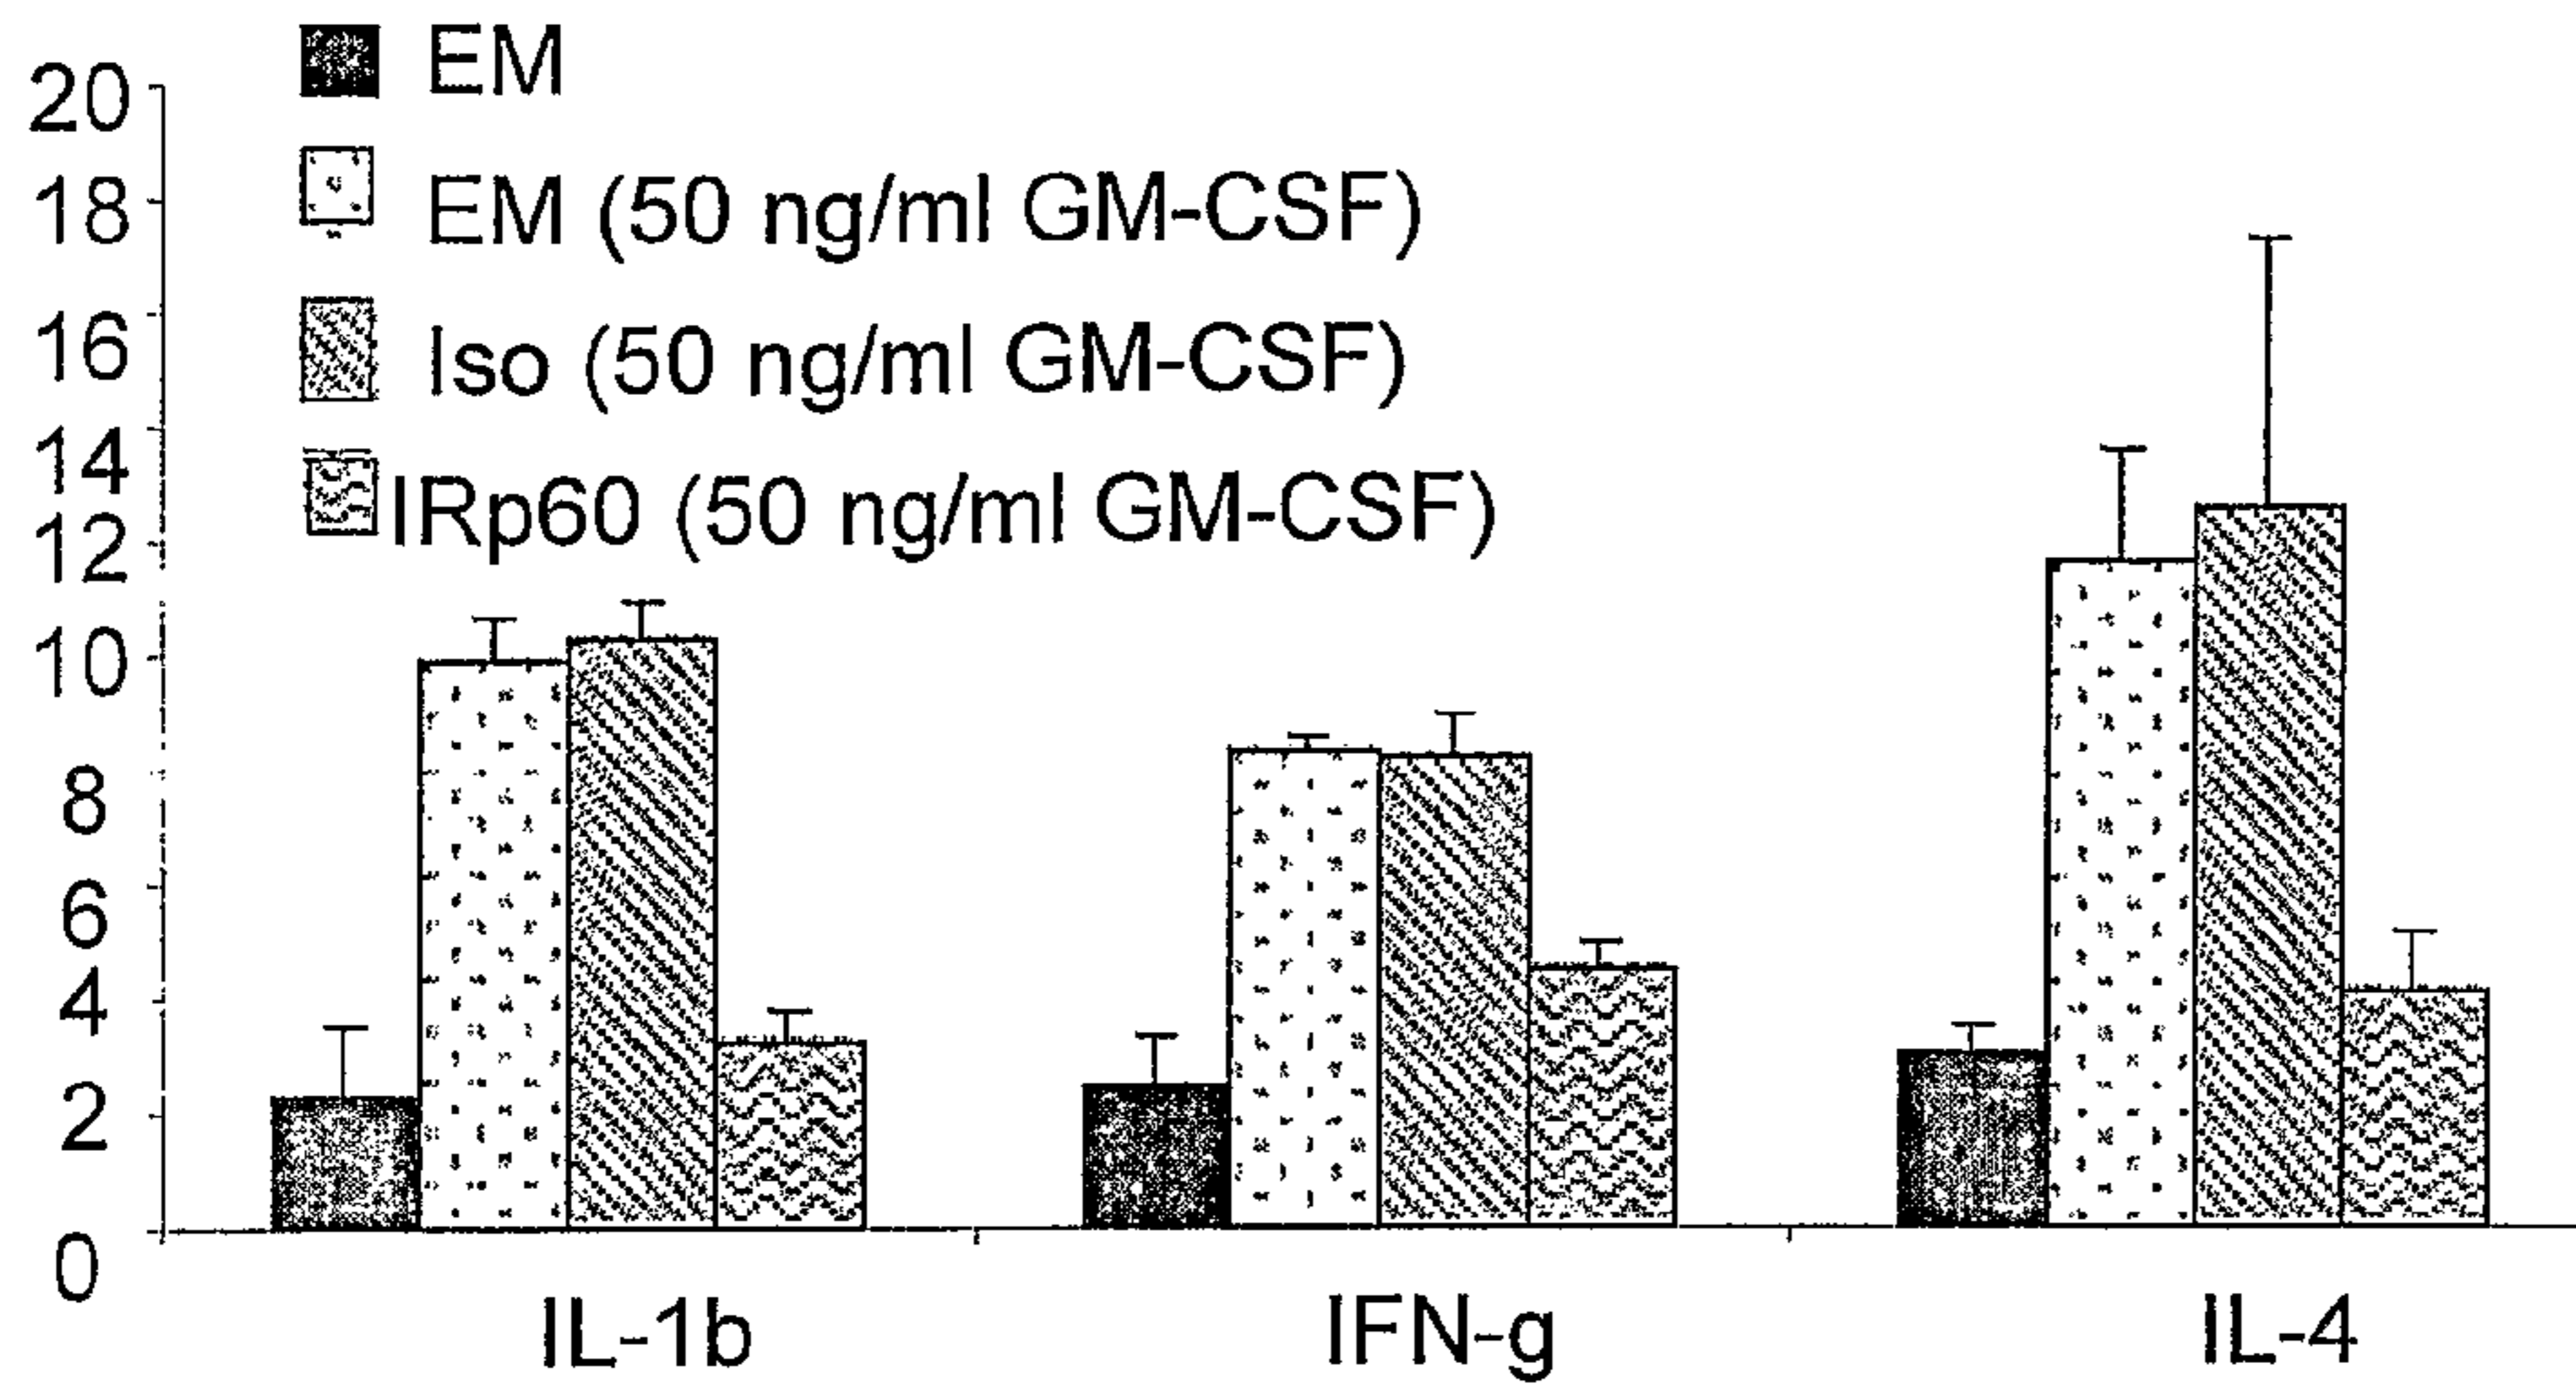 EM
20
EM (50 ng/ml GM-CSF)
18
Iso (50 ng/ml GM-CSF)
16
14
IRp60 (50 ng/ml GM-CSF)
12
10
8
6
4
2
0
IL-1b
IFN-g
IL-4